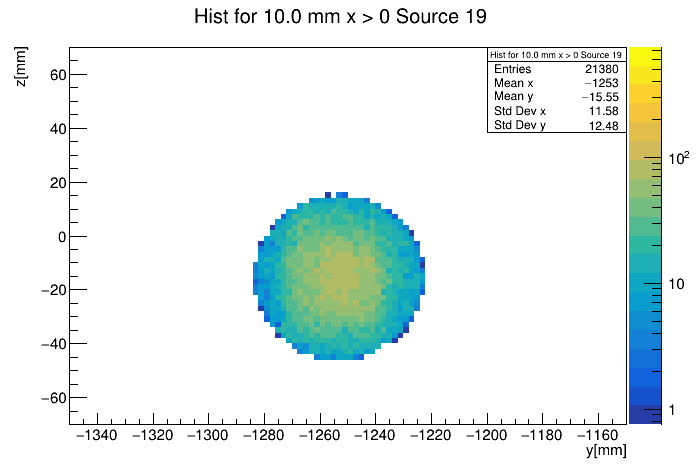 Hist for 10.0 mm x > 0 Source 19
z[mm]
Hist for 10.0 mm x > 0 Source 19
Entries 21380
Mean x −1253
Mean y −15.55
Std Dev x 11.58
Std Dev y 12.48
60
40
20
0
−20
−40
−60
10²
10
1
−1340 −1320 −1300 −1280 −1260 −1240 −1220 −1200 −1180 −1160
y[mm]